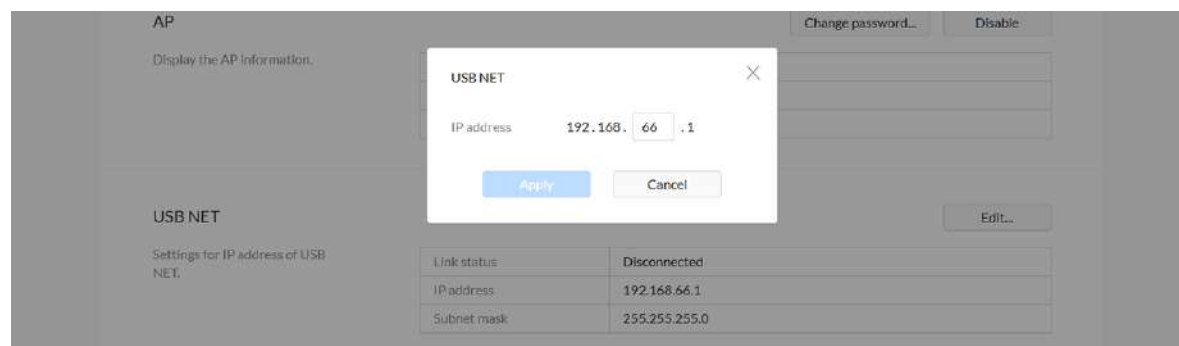 AP
Change password...
Disable
Display the AP information.
USB NET
IP address 192.168. 66 .1
Apply
Cancel
USB NET
Edit...
Settings for IP address of USB
NET.
Link status Disconnected
IP address 192.168.66.1
Subnet mask 255.255.255.0